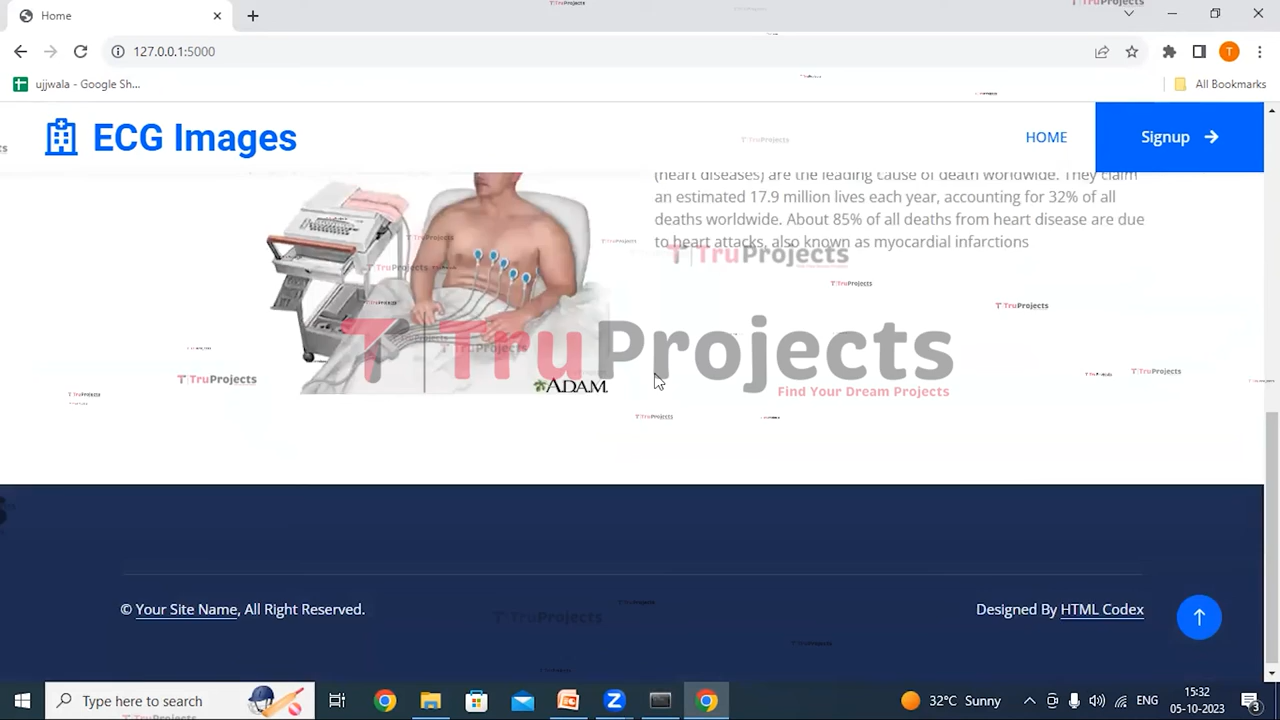 Home
127.0.0.1:5000
ujjwala - Google Sh...
All Bookmarks
ECG Images
HOME
Signup
(heart diseases) are the leading cause of death worldwide. They claim
an estimated 17.9 million lives each year, accounting for 32% of all
deaths worldwide. About 85% of all deaths from heart disease are due
to heart attacks, also known as myocardial infarctions
TruProjects
TruProjects
TruProjects
TruProjects
TruProjects
TruProjects
TruProjects
Find Your Dream Projects
ADAM
© Your Site Name, All Right Reserved.
Designed By HTML Codex
TruProjects
Type here to search
32°C Sunny
ENG
15:32
05-10-2023
3
T